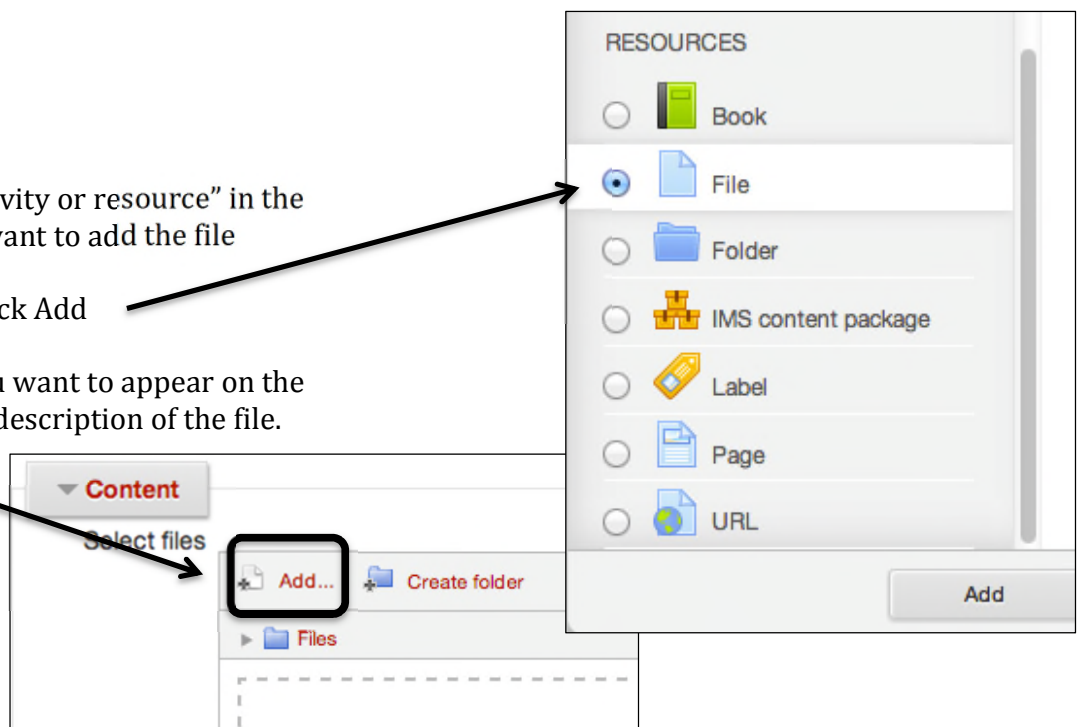 RESOURCES
Book
File
Folder
IMS content package
Label
Page
URL
Add
vity or resource” in the
vant to add the file
ck Add
u want to appear on the
description of the file.
Content
Select files
Add...
Create folder
Files